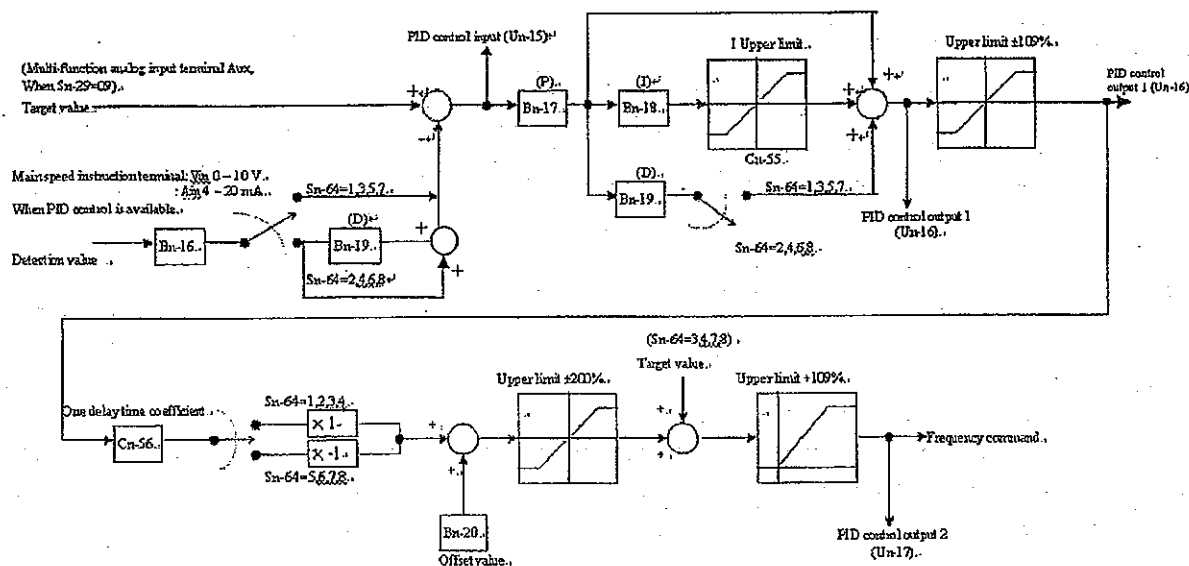 PID control input (Un-15)
(Multi-function analog input terminal Aux,
When Sn-29=09)
Target value
(P)
Bn-17
(I)
Bn-18
I Upper limit
Cn-55
Upper limit ±109%
PID control
output 1 (Un-16)
Main speed instruction terminal: Vin 0 – 10 V
: Ain 4 – 20 mA
When PID control is available
Sn-64=1,3,5,7
(D)
Bn-19
Sn-64=1,3,5,7
Sn-64=2,4,6,8
PID control output 1
(Un-16)
Detection value
Bn-16
(D)
Bn-19
Sn-64=2,4,6,8
(Sn-64=3,4,7,8)
Target value
Upper limit ±200%
Upper limit +109%
One delay time coefficient
Cn-56
Sn-64=1,2,3,4
× 1
× -1
Sn-64=5,6,7,8
Bn-20
Offset value
Frequency command
PID control output 2
(Un-17)